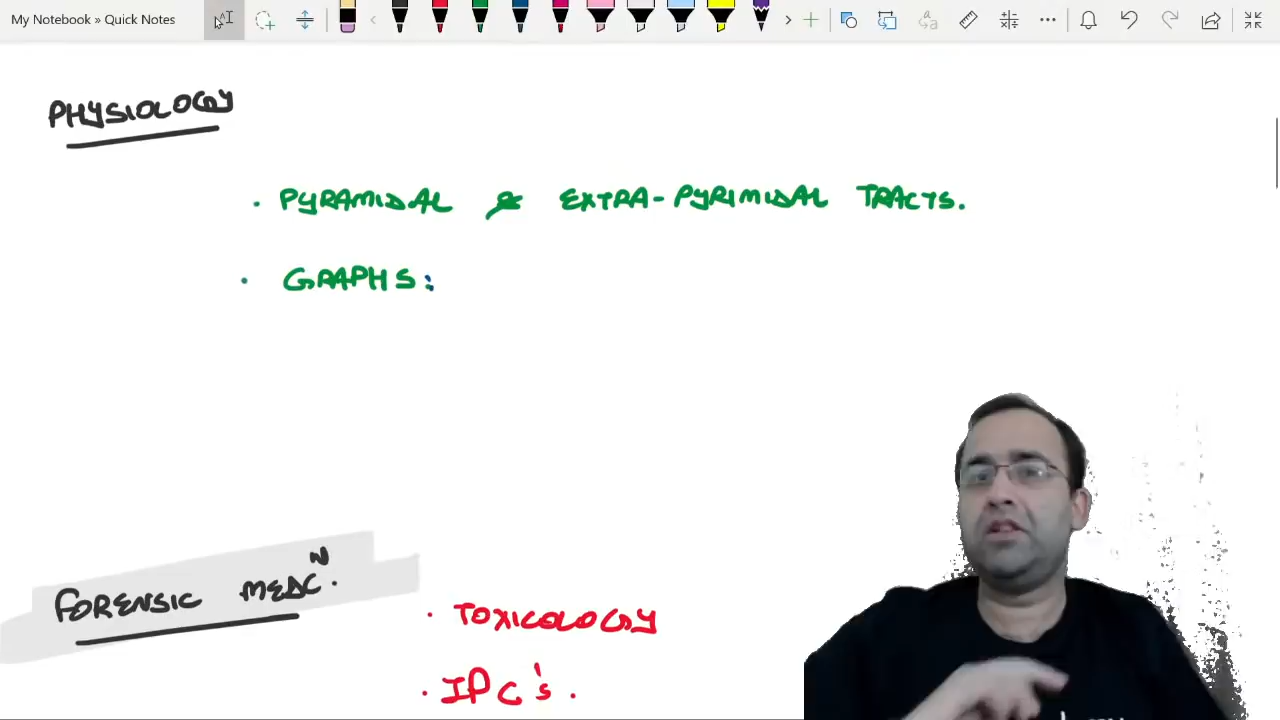 My Notebook » Quick Notes
PHYSIOLOGY
. PYRAMIDAL & EXTRA-PYRIMIDAL TRACTS.
. GRAPHS:
FORENSIC MEDCN.
. TOXICOLOGY
. IPC's.